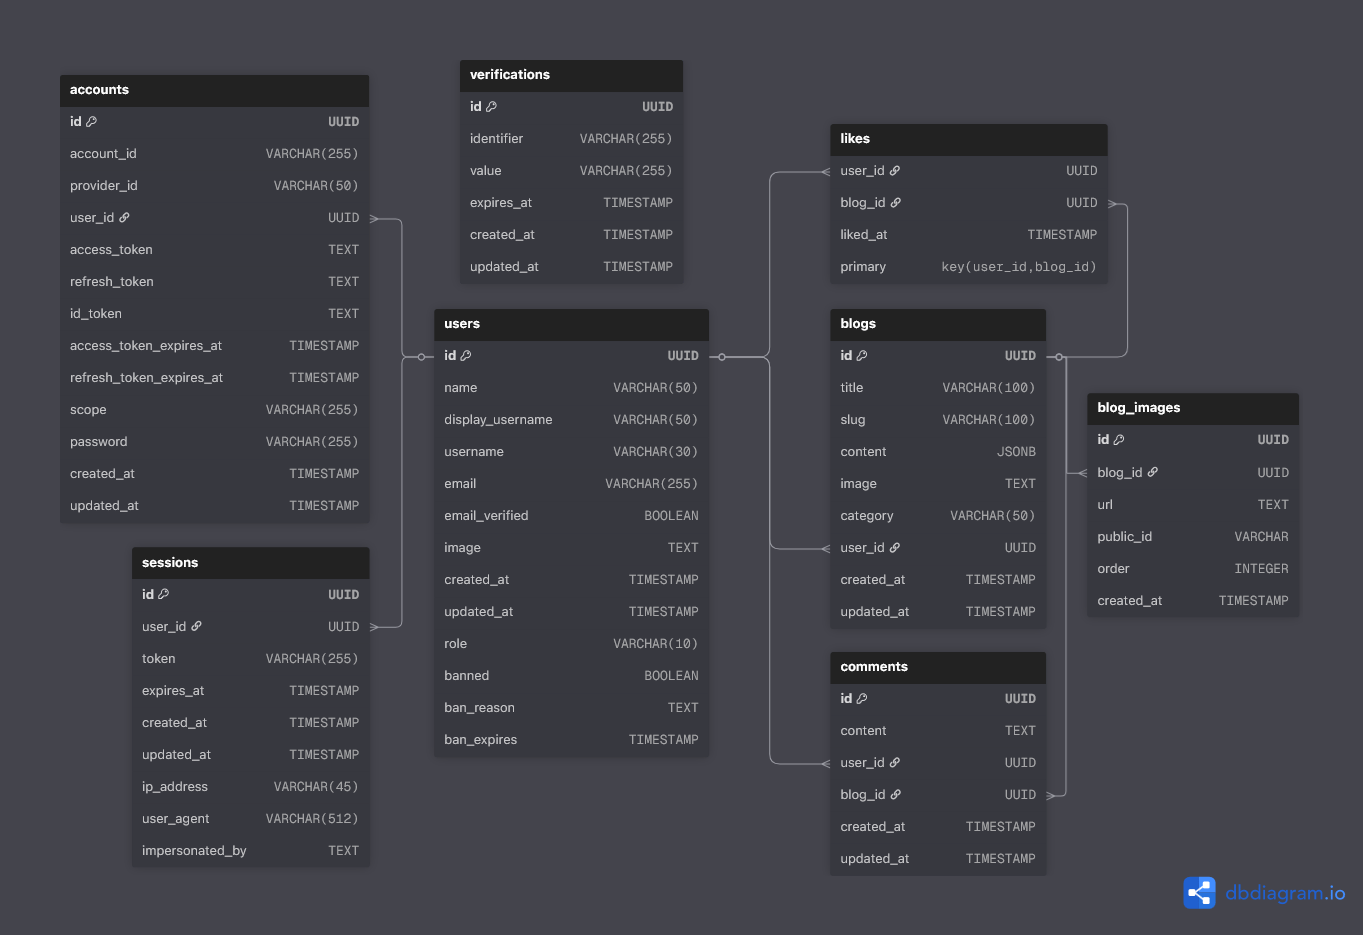 accounts
id UUID
account_id VARCHAR(255)
provider_id VARCHAR(50)
user_id UUID
access_token TEXT
refresh_token TEXT
id_token TEXT
access_token_expires_at TIMESTAMP
refresh_token_expires_at TIMESTAMP
scope VARCHAR(255)
password VARCHAR(255)
created_at TIMESTAMP
updated_at TIMESTAMP
sessions
id UUID
user_id UUID
token VARCHAR(255)
expires_at TIMESTAMP
created_at TIMESTAMP
updated_at TIMESTAMP
ip_address VARCHAR(45)
user_agent VARCHAR(512)
impersonated_by TEXT
verifications
id UUID
identifier VARCHAR(255)
value VARCHAR(255)
expires_at TIMESTAMP
created_at TIMESTAMP
updated_at TIMESTAMP
users
id UUID
name VARCHAR(50)
display_username VARCHAR(50)
username VARCHAR(30)
email VARCHAR(255)
email_verified BOOLEAN
image TEXT
created_at TIMESTAMP
updated_at TIMESTAMP
role VARCHAR(10)
banned BOOLEAN
ban_reason TEXT
ban_expires TIMESTAMP
likes
user_id UUID
blog_id UUID
liked_at TIMESTAMP
primary key(user_id,blog_id)
blogs
id UUID
title VARCHAR(100)
slug VARCHAR(100)
content JSONB
image TEXT
category VARCHAR(50)
user_id UUID
created_at TIMESTAMP
updated_at TIMESTAMP
comments
id UUID
content TEXT
user_id UUID
blog_id UUID
created_at TIMESTAMP
updated_at TIMESTAMP
blog_images
id UUID
blog_id UUID
url TEXT
public_id VARCHAR
order INTEGER
created_at TIMESTAMP
dbdiagram.io